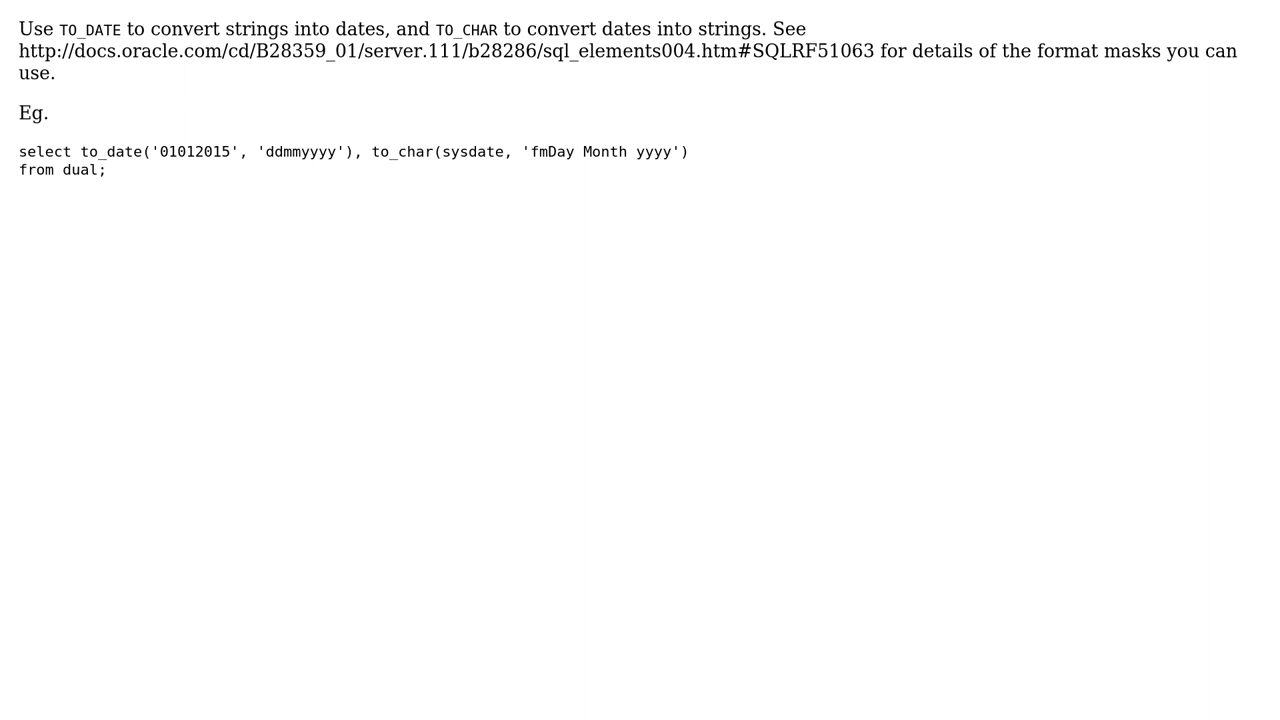 Use TO_DATE to convert strings into dates, and TO_CHAR to convert dates into strings. See
http://docs.oracle.com/cd/B28359_01/server.111/b28286/sql_elements004.htm#SQLRF51063 for details of the format masks you can
use.
Eg.
select to_date('01012015', 'ddmmyyyy'), to_char(sysdate, 'fmDay Month yyyy')
from dual;